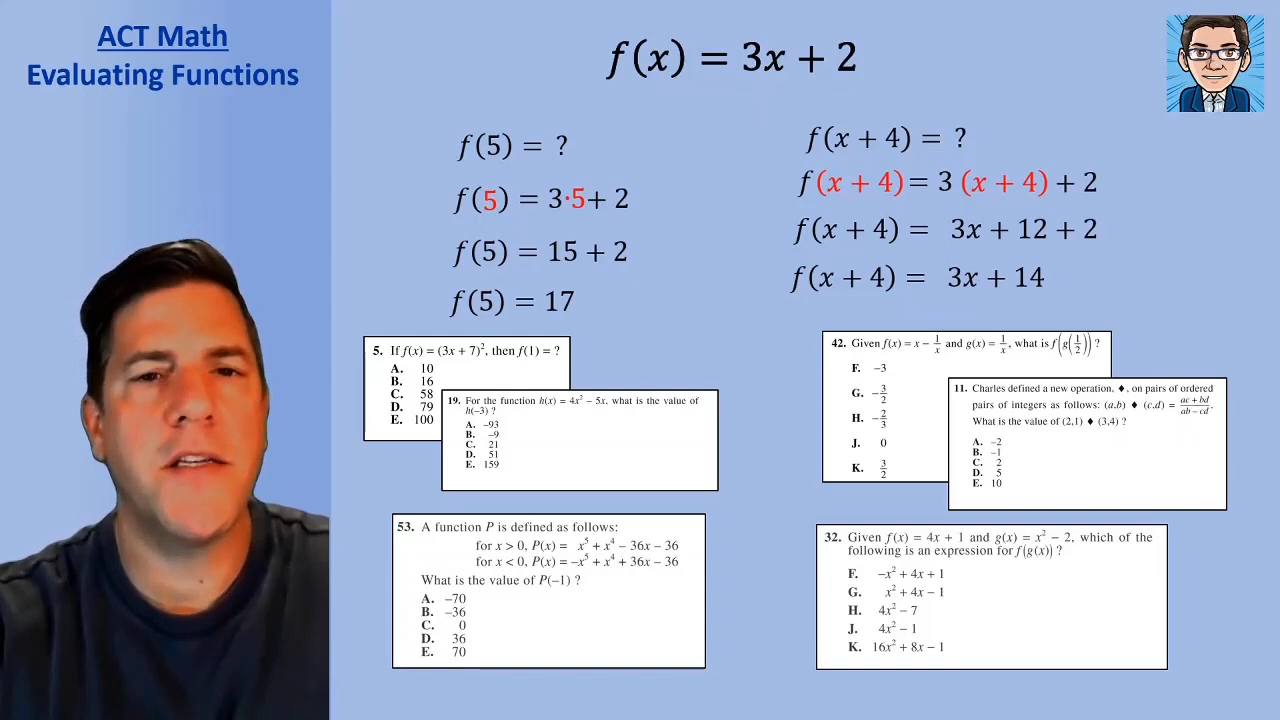 ACT Math
Evaluating Functions
f(x) = 3x + 2
f(5) = ?
f(5) = 3·5+ 2
f(5) = 15 + 2
f(5) = 17
f(x + 4) = ?
f(x + 4) = 3 (x + 4) + 2
f(x + 4) = 3x + 12 + 2
f(x + 4) = 3x + 14
5. If f(x) = (3x + 7)², then f(1) = ?
A. 10
B. 16
C. 58
D. 79
E. 100
19. For the function h(x) = 4x² − 5x, what is the value of
h(−3) ?
A. −93
B. −9
C. 21
D. 51
E. 159
42. Given f(x) = x − 1/x and g(x) = 1/x, what is f(g(1/2)) ?
F. −3
G. −3/2
H. −2/3
J. 0
K. 3/2
11. Charles defined a new operation, ♦, on pairs of ordered
pairs of integers as follows: (a,b) ♦ (c,d) = (ac + bd)/(ab − cd).
What is the value of (2,1) ♦ (3,4) ?
A. −2
B. −1
C. 2
D. 5
E. 10
53. A function P is defined as follows:
for x > 0, P(x) = x⁵ + x⁴ − 36x − 36
for x < 0, P(x) = −x⁵ + x⁴ + 36x − 36
What is the value of P(−1) ?
A. −70
B. −36
C. 0
D. 36
E. 70
32. Given f(x) = 4x + 1 and g(x) = x² − 2, which of the
following is an expression for f(g(x)) ?
F. −x² + 4x + 1
G. x² + 4x − 1
H. 4x² − 7
J. 4x² − 1
K. 16x² + 8x − 1